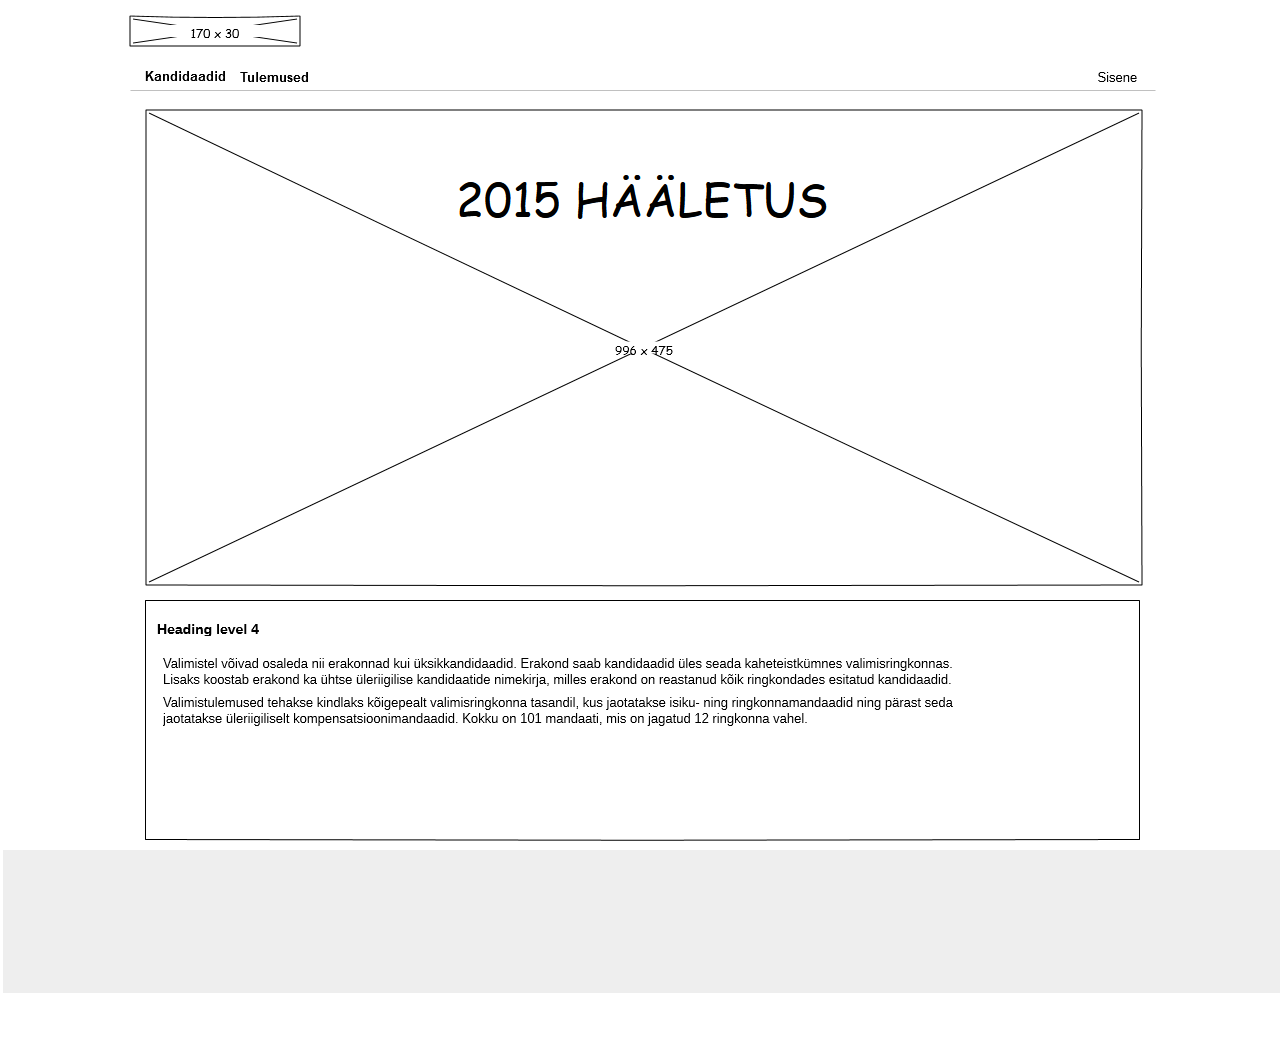 170 x 30
Kandidaadid Tulemused Sisene
2015 HÄÄLETUS
996 x 475
Heading level 4
Valimistel võivad osaleda nii erakonnad kui üksikkandidaadid. Erakond saab kandidaadid üles seada kaheteistkümnes valimisringkonnas.
Lisaks koostab erakond ka ühtse üleriigilise kandidaatide nimekirja, milles erakond on reastanud kõik ringkondades esitatud kandidaadid.
Valimistulemused tehakse kindlaks kõigepealt valimisringkonna tasandil, kus jaotatakse isiku- ning ringkonnamandaadid ning pärast seda
jaotatakse üleriigiliselt kompensatsioonimandaadid. Kokku on 101 mandaati, mis on jagatud 12 ringkonna vahel.